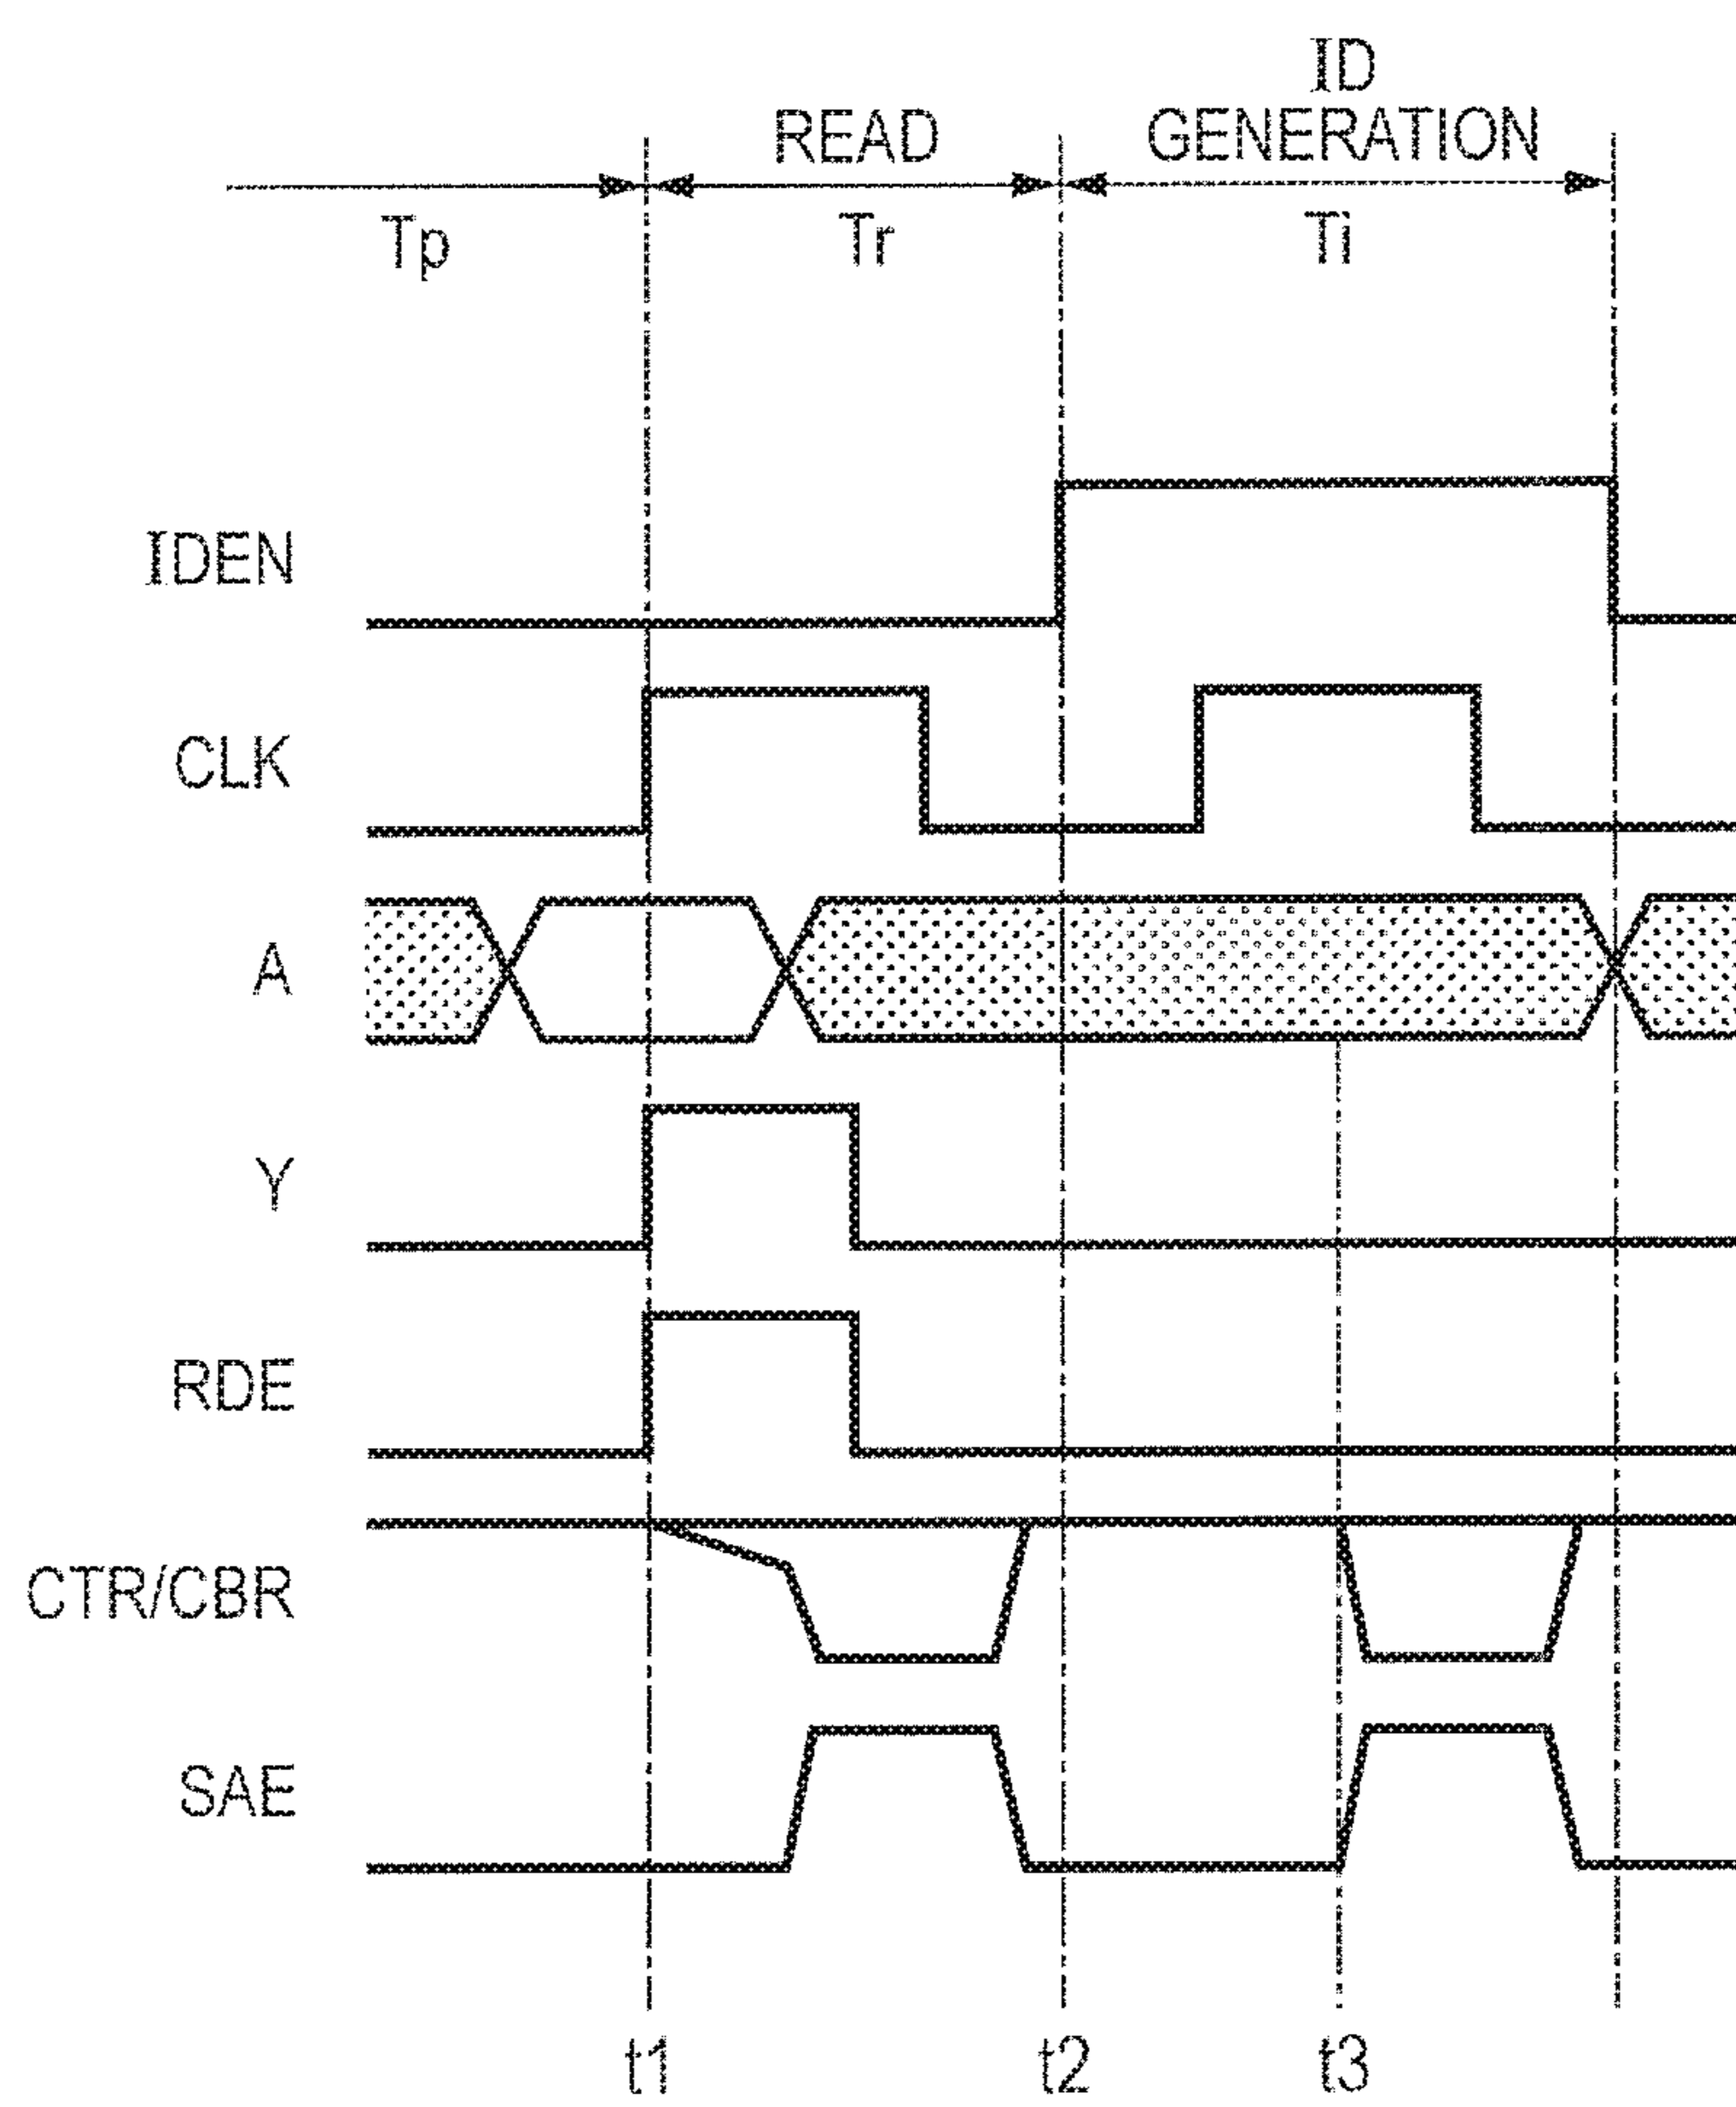 ID
READ GENERATION
Tp Tr Ti
IDEN
CLK
A
Y
RDE
CTR/CBR
SAE
t1 t2 t3